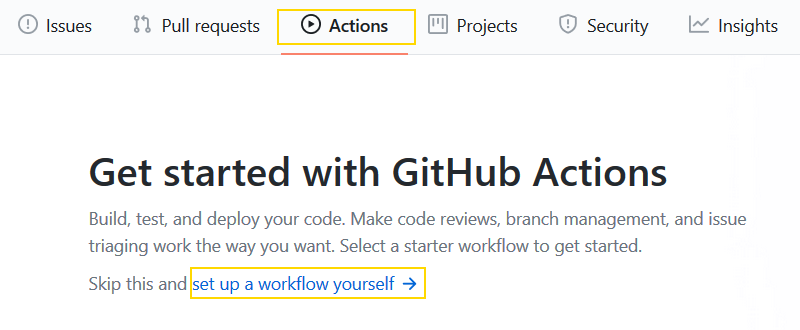 Issues Pull requests Actions Projects Security Insights
Get started with GitHub Actions
Build, test, and deploy your code. Make code reviews, branch management, and issue
triaging work the way you want. Select a starter workflow to get started.
Skip this and set up a workflow yourself →